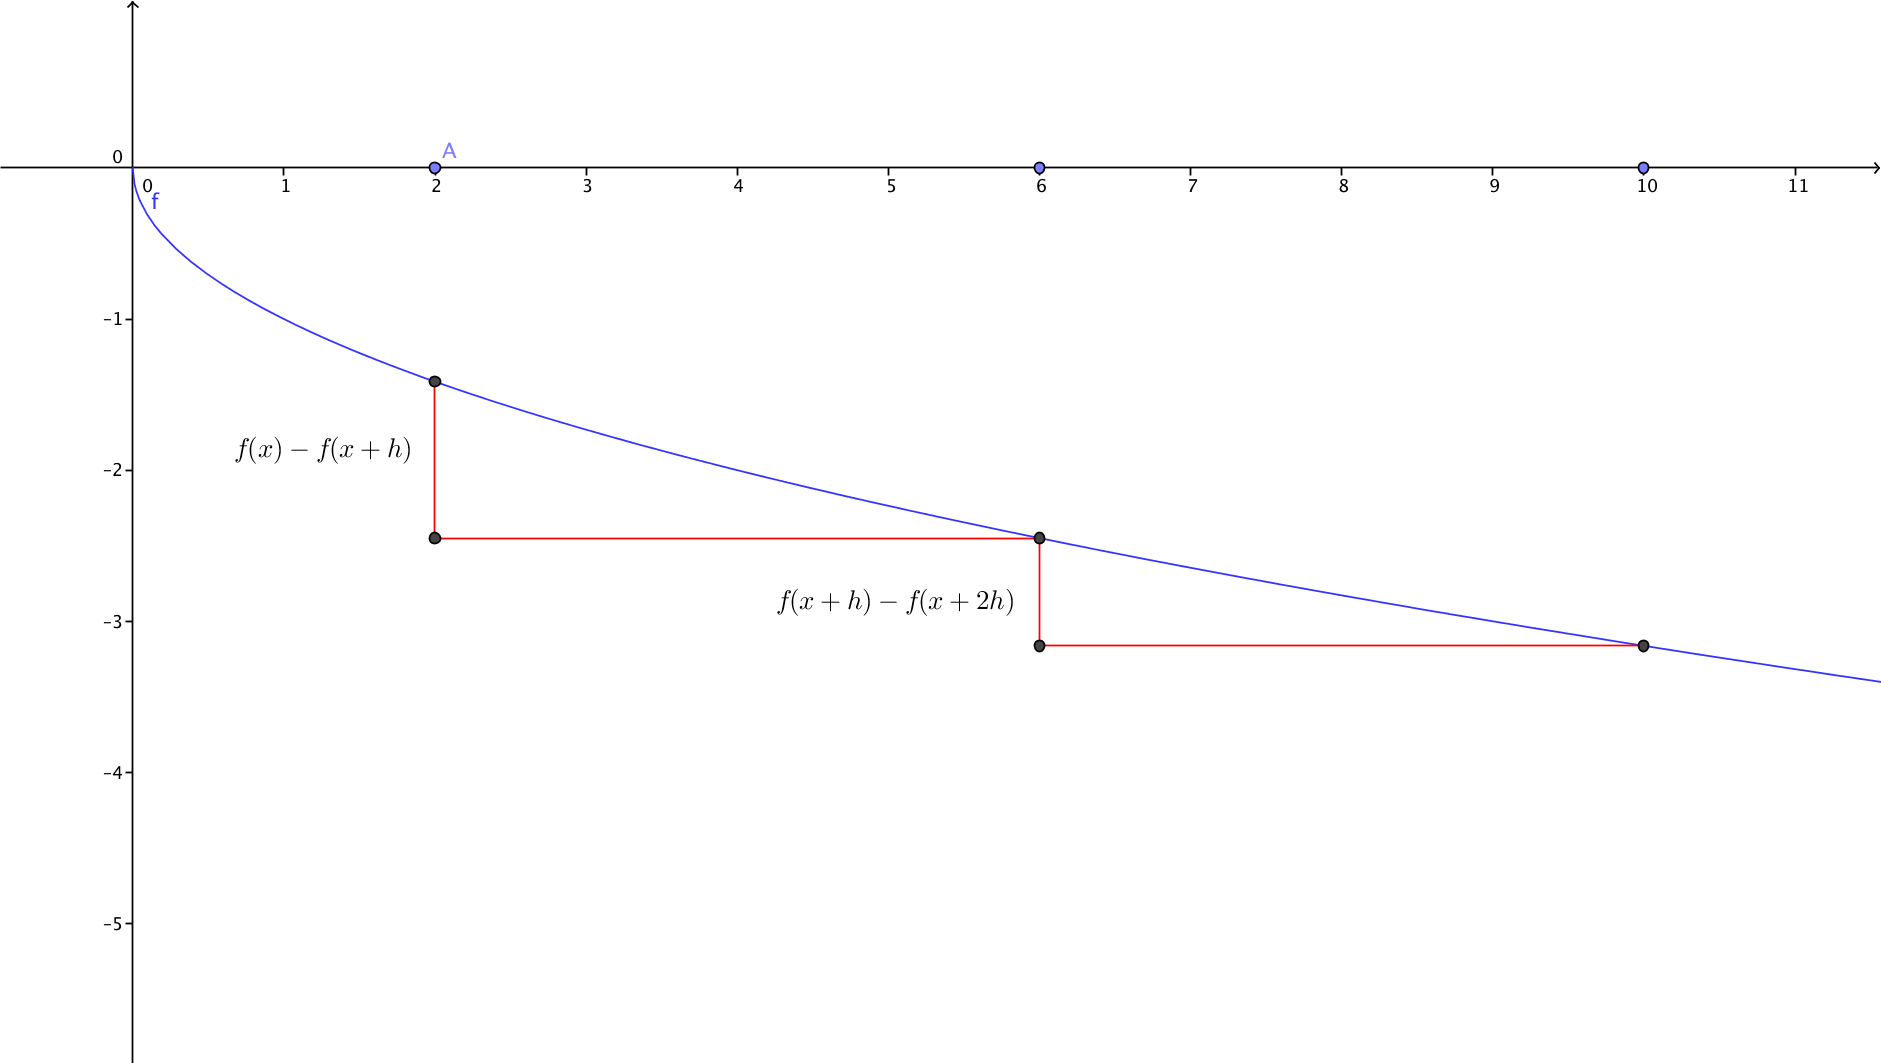 A
0
0 1 2 3 4 5 6 7 8 9 10 11
f
-1
f(x) − f(x + h)
-2
f(x + h) − f(x + 2h)
-3
-4
-5